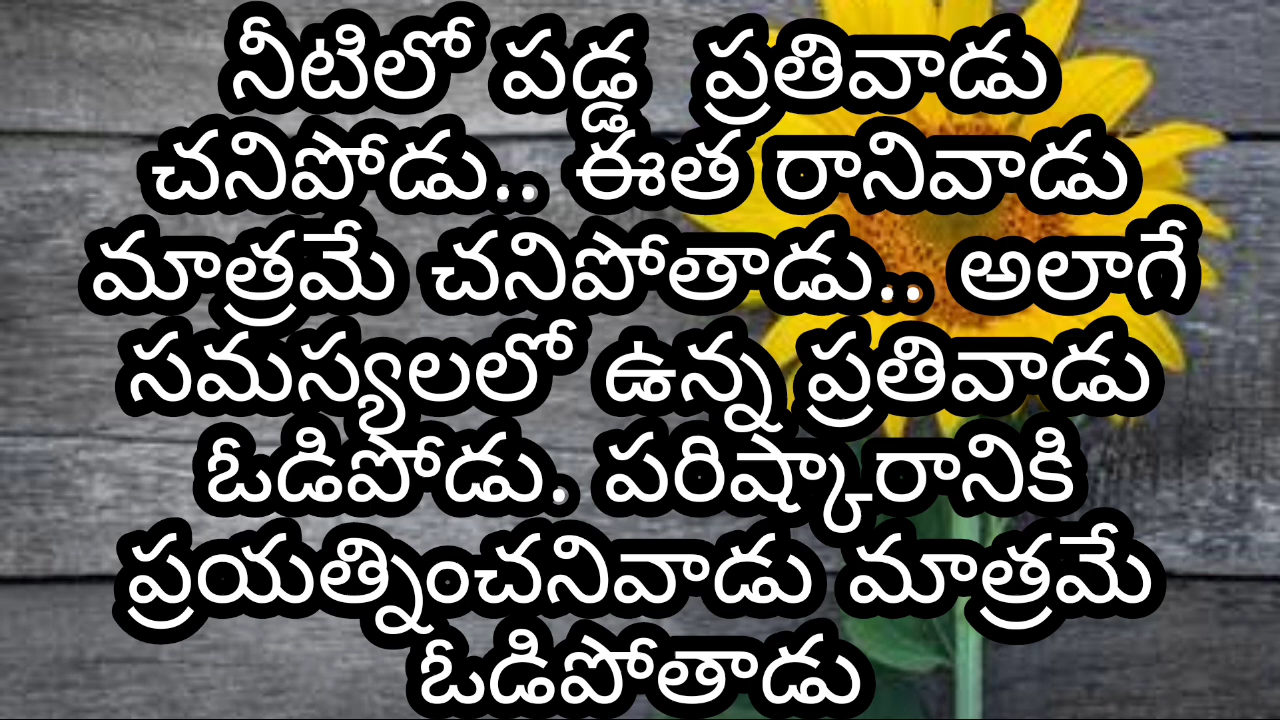 నీటిలో పడ్డ ప్రతివాడు
చనిపోడు.. ఈత రానివాడు
మాత్రమే చనిపోతాడు.. అలాగే
సమస్యలలో ఉన్న ప్రతివాడు
ఓడిపోడు. పరిష్కారానికి
ప్రయత్నించనివాడు మాత్రమే
ఓడిపోతాడు